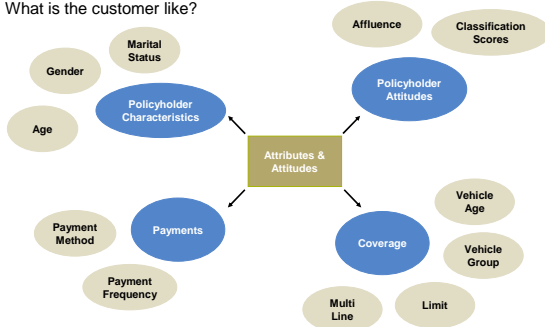 What is the customer like?
Marital
Status
Gender
Age
Policyholder
Characteristics
Affluence
Classification
Scores
Policyholder
Attitudes
Attributes &
Attitudes
Payment
Method
Payments
Payment
Frequency
Coverage
Vehicle
Age
Vehicle
Group
Multi
Line
Limit